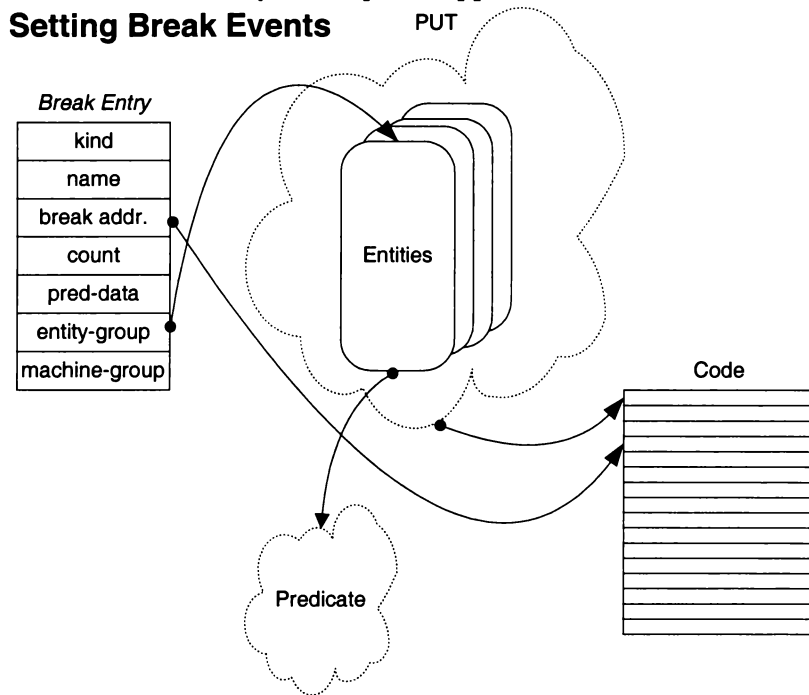 Setting Break Events
PUT
Break Entry
kind
name
break addr.
count
pred-data
entity-group
machine-group
Entities
Code
Predicate